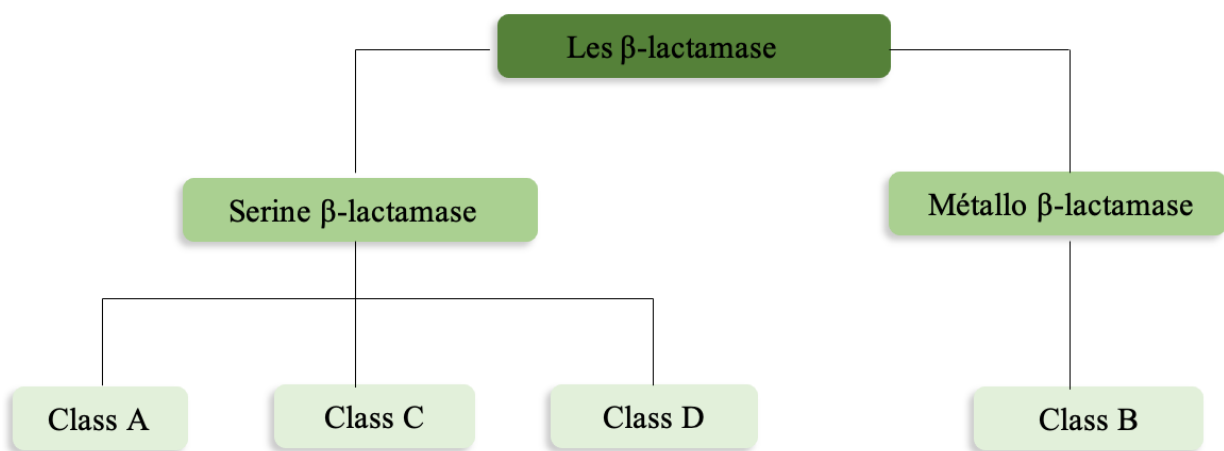 Les β-lactamase
Serine β-lactamase
Métallo β-lactamase
Class A
Class C
Class D
Class B